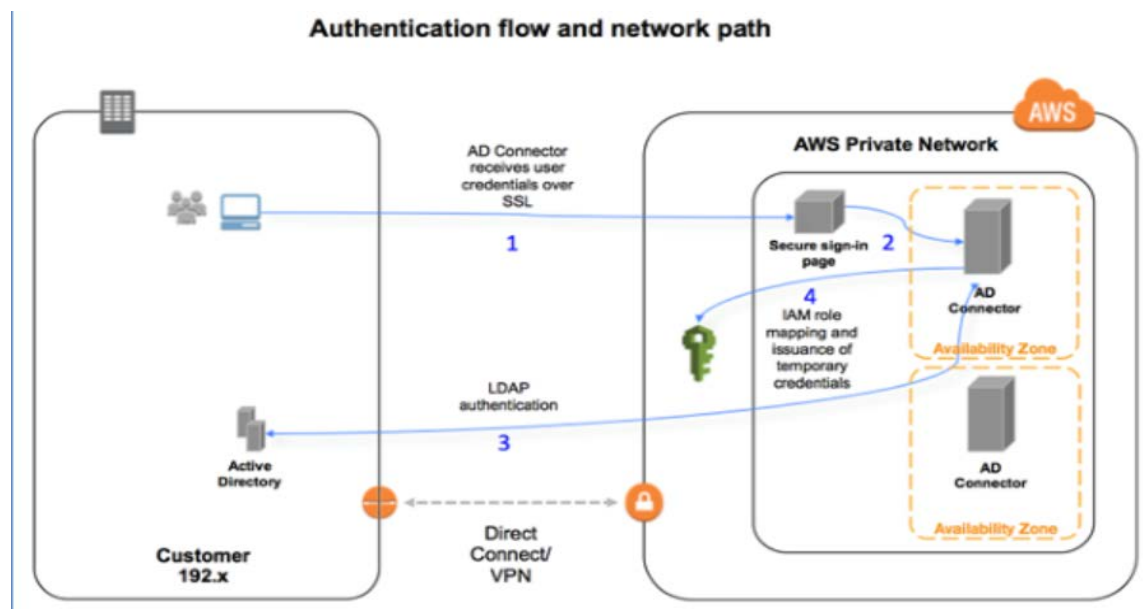 Authentication flow and network path
AWS
AWS Private Network
AD Connector
receives user
credentials over
SSL
1
Secure sign-in
page
2
AD
Connector
Availability Zone
4
IAM role
mapping and
issuance of
temporary
credentials
LDAP
authentication
3
Active
Directory
AD
Connector
Availability Zone
Direct
Connect/
VPN
Customer
192.x